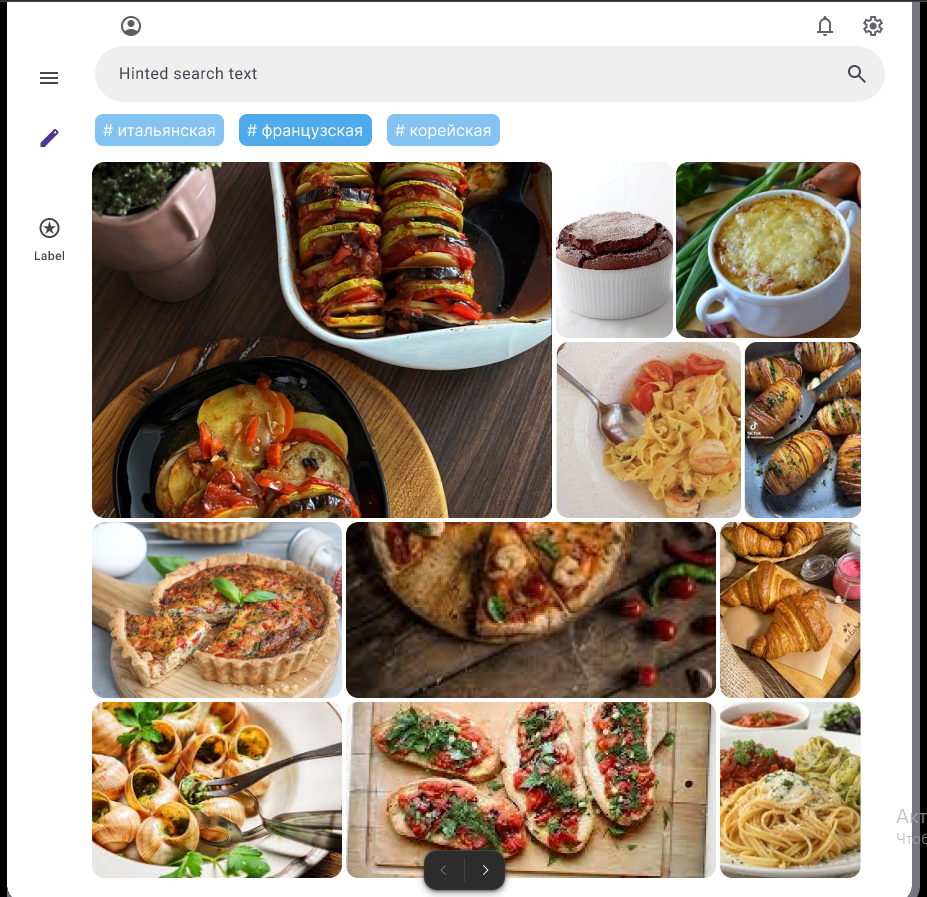 Hinted search text
# итальянская # французская # корейская
Label